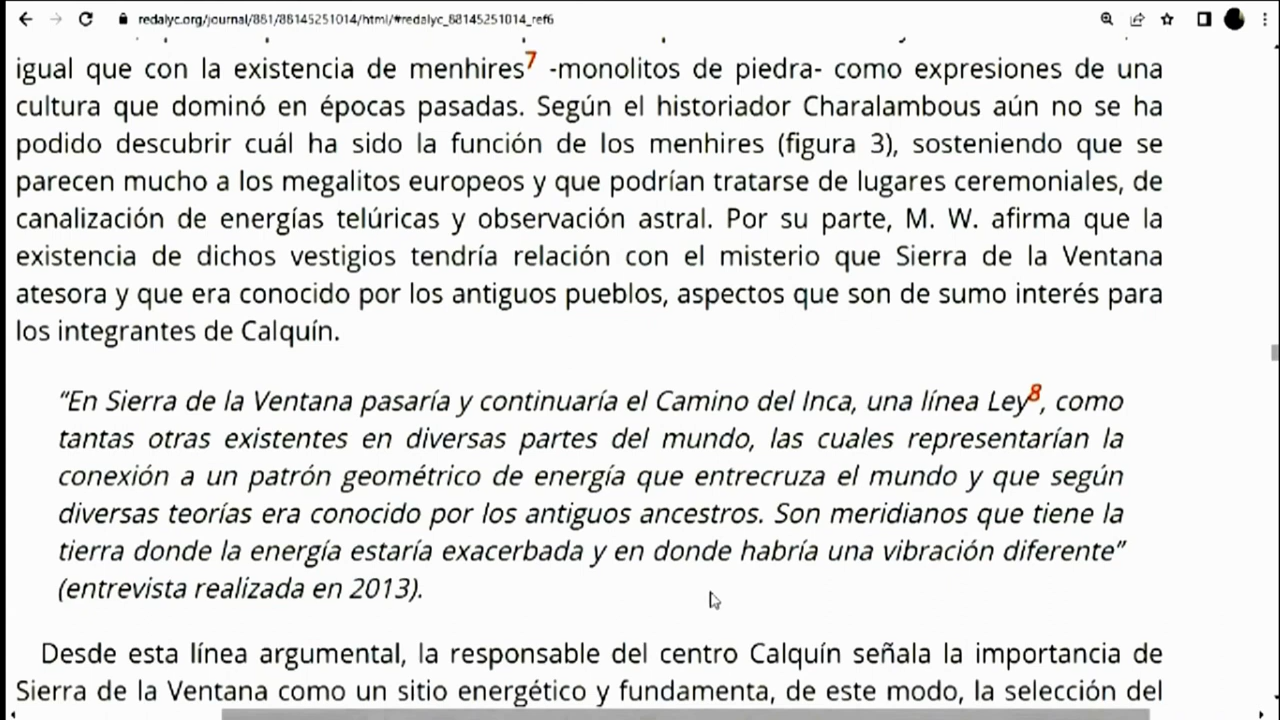 redalyc.org/journal/881/88145251014/html/#redalyc_88145251014_ref6
igual que con la existencia de menhires7 -monolitos de piedra- como expresiones de una
cultura que dominó en épocas pasadas. Según el historiador Charalambous aún no se ha
podido descubrir cuál ha sido la función de los menhires (figura 3), sosteniendo que se
parecen mucho a los megalitos europeos y que podrían tratarse de lugares ceremoniales, de
canalización de energías telúricas y observación astral. Por su parte, M. W. afirma que la
existencia de dichos vestigios tendría relación con el misterio que Sierra de la Ventana
atesora y que era conocido por los antiguos pueblos, aspectos que son de sumo interés para
los integrantes de Calquín.
“En Sierra de la Ventana pasaría y continuaría el Camino del Inca, una línea Ley8, como
tantas otras existentes en diversas partes del mundo, las cuales representarían la
conexión a un patrón geométrico de energía que entrecruza el mundo y que según
diversas teorías era conocido por los antiguos ancestros. Son meridianos que tiene la
tierra donde la energía estaría exacerbada y en donde habría una vibración diferente”
(entrevista realizada en 2013).
Desde esta línea argumental, la responsable del centro Calquín señala la importancia de
Sierra de la Ventana como un sitio energético y fundamenta, de este modo, la selección del